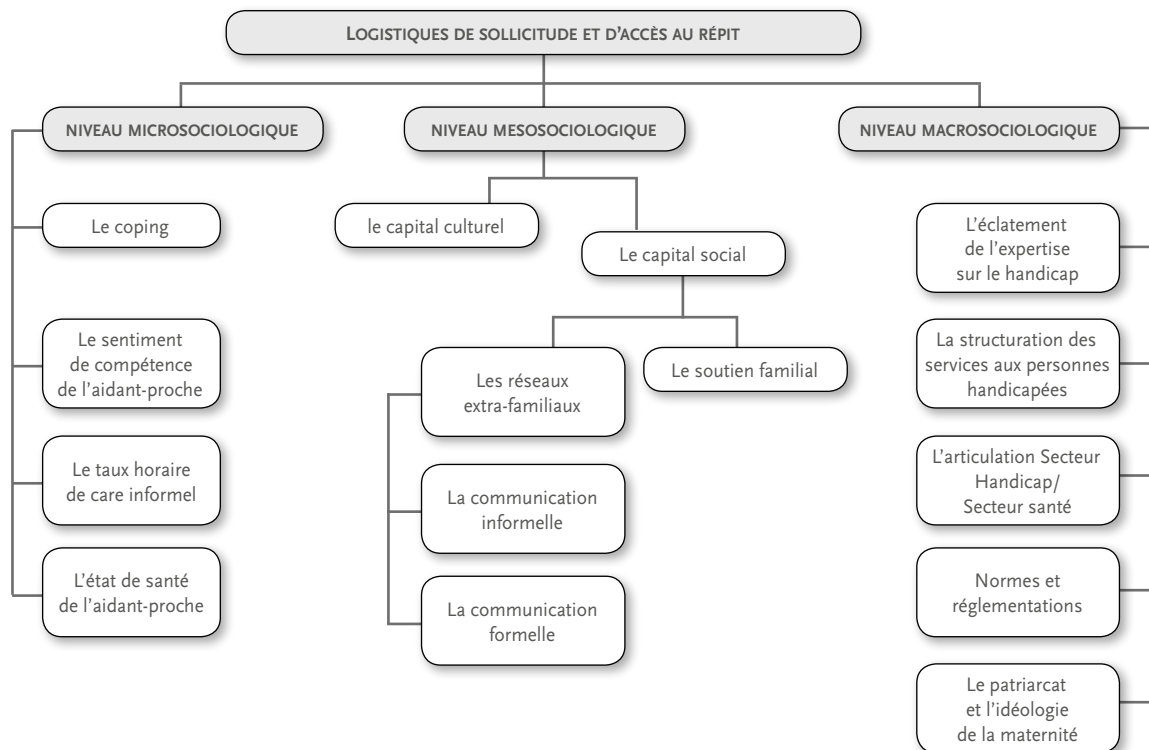 LOGISTIQUES DE SOLLICITUDE ET D'ACCÈS AU RÉPIT
NIVEAU MICROSOCIOLOGIQUE
Le coping
Le sentiment
de compétence
de l'aidant-proche
Le taux horaire
de care informel
L'état de santé
de l'aidant-proche
NIVEAU MESOSOCIOLOGIQUE
le capital culturel
Le capital social
Les réseaux
extra-familiaux
Le soutien familial
La communication
informelle
La communication
formelle
NIVEAU MACROSOCIOLOGIQUE
L'éclatement
de l'expertise
sur le handicap
La structuration des
services aux personnes
handicapées
L'articulation Secteur
Handicap/
Secteur santé
Normes et
réglementations
Le patriarcat
et l'idéologie
de la maternité